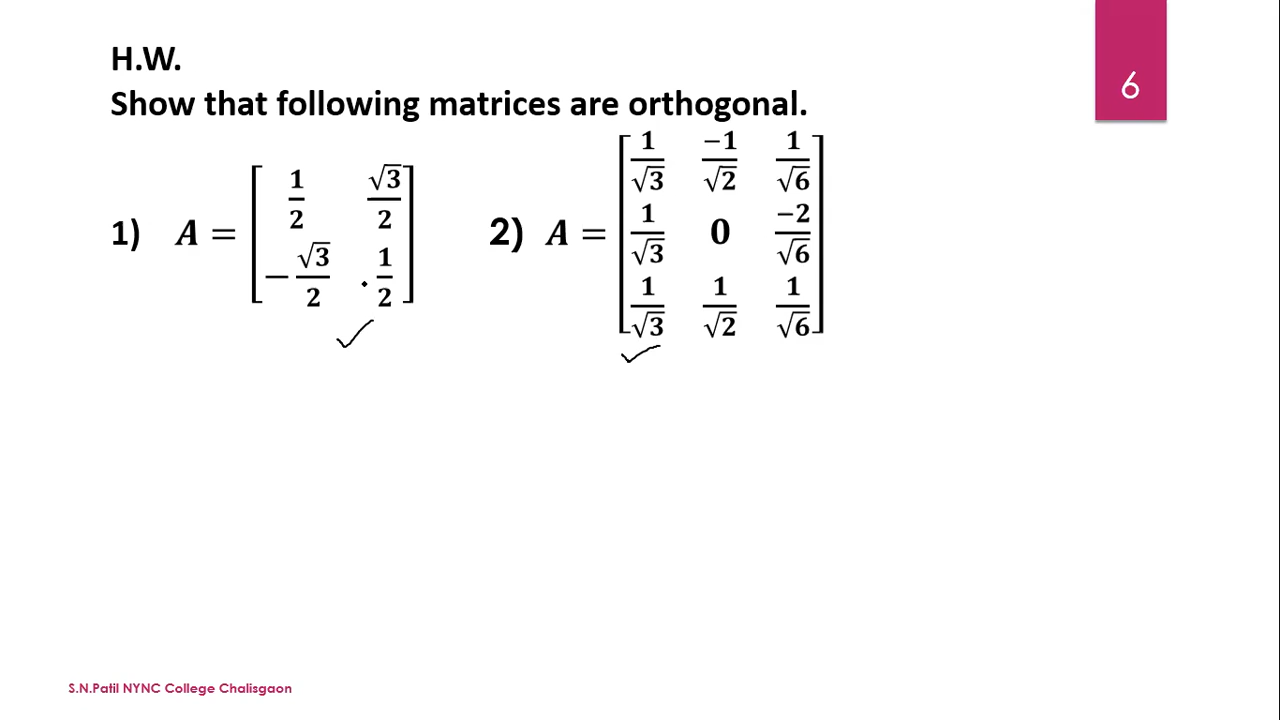 H.W.
6
Show that following matrices are orthogonal.
1) A = [ 1/2 √3/2 ; −√3/2 . 1/2 ] 2) A = [ 1/√3 −1/√2 1/√6 ; 1/√3 0 −2/√6 ; 1/√3 1/√2 1/√6 ]
S.N.Patil NYNC College Chalisgaon